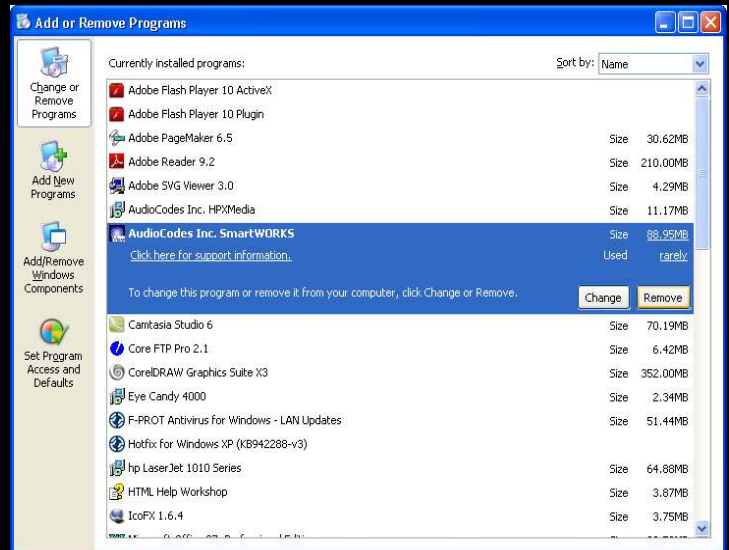 Add or Remove Programs
Change or
Remove
Programs
Add New
Programs
Add/Remove
Windows
Components
Set Program
Access and
Defaults
Currently installed programs: Sort by: Name
Adobe Flash Player 10 ActiveX
Adobe Flash Player 10 Plugin
Adobe PageMaker 6.5 Size 30.62MB
Adobe Reader 9.2 Size 210.00MB
Adobe SVG Viewer 3.0 Size 4.29MB
AudioCodes Inc. HPXMedia Size 11.17MB
AudioCodes Inc. SmartWORKS Size 88.95MB
Click here for support information. Used rarely
To change this program or remove it from your computer, click Change or Remove. Change Remove
Camtasia Studio 6 Size 70.19MB
Core FTP Pro 2.1 Size 6.42MB
CorelDRAW Graphics Suite X3 Size 352.00MB
Eye Candy 4000 Size 2.34MB
F-PROT Antivirus for Windows - LAN Updates Size 51.44MB
Hotfix for Windows XP (KB942288-v3)
hp LaserJet 1010 Series Size 64.88MB
HTML Help Workshop Size 3.87MB
IcoFX 1.6.4 Size 3.75MB